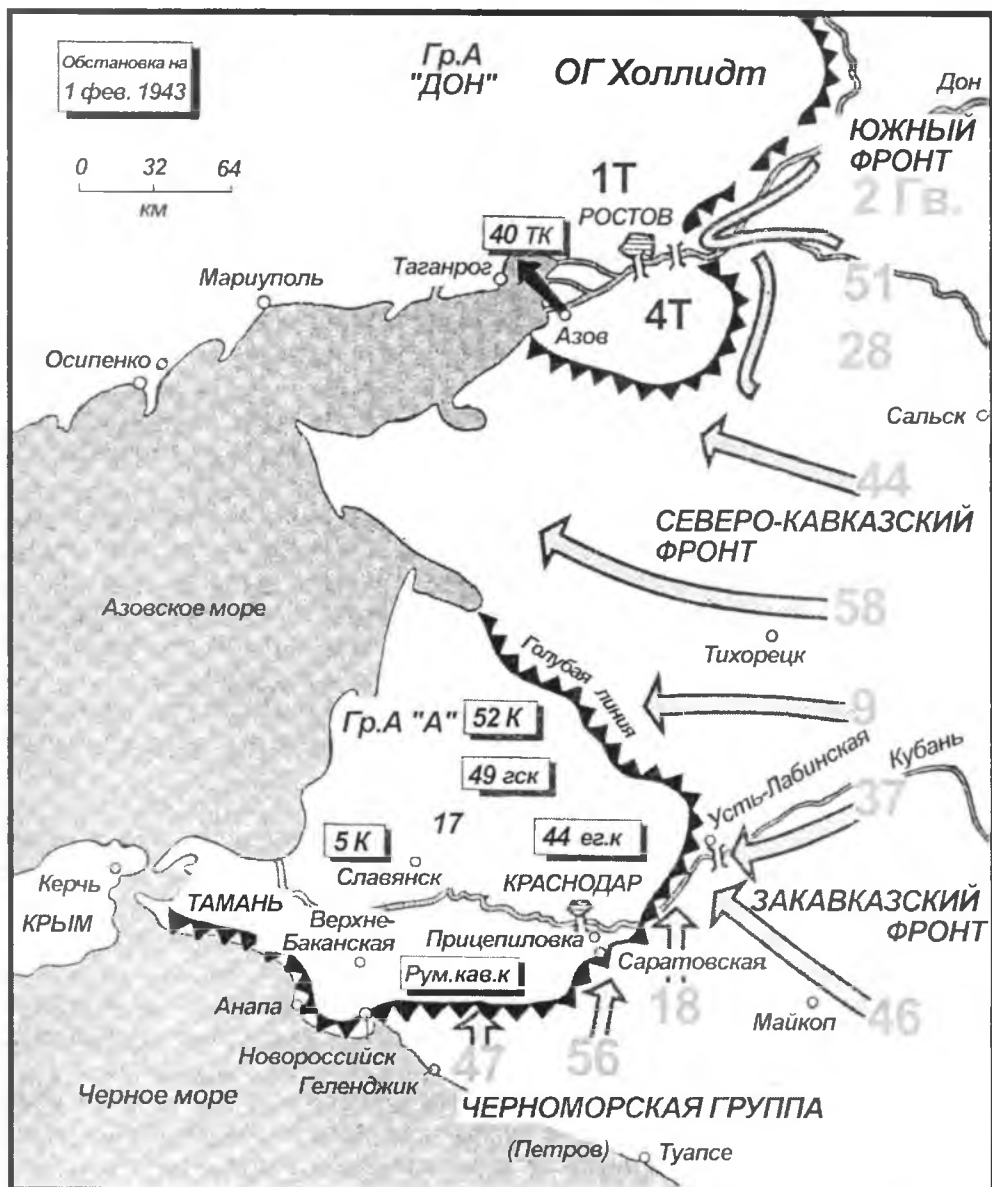 Обстановка на
1 фев. 1943
Гр.А
"ДОН"
ОГ Холлидт
Дон
ЮЖНЫЙ
ФРОНТ
0 32 64
км
2 Гв.
1Т
РОСТОВ
40 ТК
Таганрог
Мариуполь
51
4Т
Азов
28
Осипенко
Сальск
44
СЕВЕРО-КАВКАЗСКИЙ
ФРОНТ
58
Азовское море
Тихорецк
Голубая линия
9
Гр.А "А"
52 К
Усть-Лабинская
Кубань
49 гск
37
17
5 К
44 ег.к
Славянск
Керчь
КРЫМ
ТАМАНЬ
КРАСНОДАР
ЗАКАВКАЗСКИЙ
ФРОНТ
Верхне-
Баканская
Прицепиловка
Саратовская
Рум.кав.к
18
Анапа
Майкоп
46
Новороссийск
47
56
Геленджик
Черное море
ЧЕРНОМОРСКАЯ ГРУППА
(Петров)
Туапсе